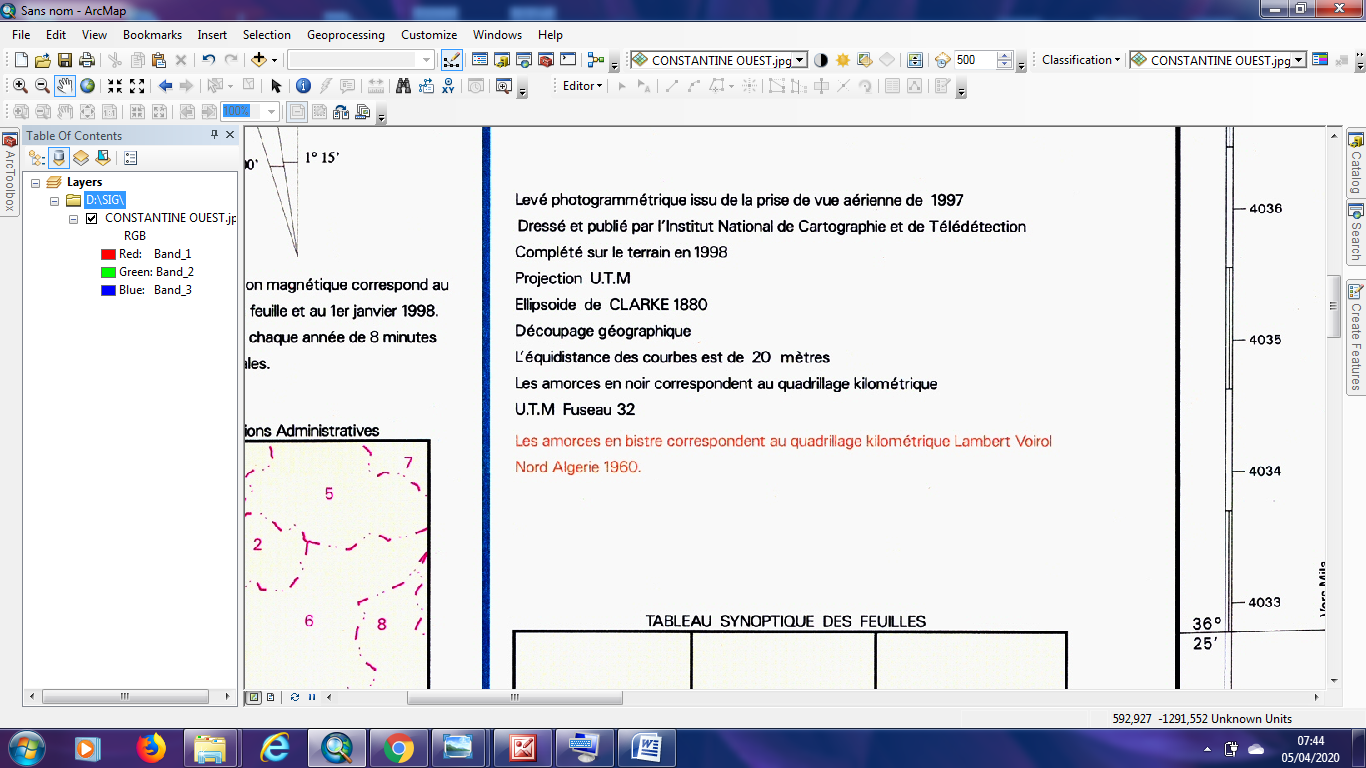 Sans nom - ArcMap
File Edit View Bookmarks Insert Selection Geoprocessing Customize Windows Help
CONSTANTINE OUEST.jpg 500 Classification CONSTANTINE OUEST.jpg
Editor
100%
Table Of Contents
Layers
D:\SIG\
CONSTANTINE OUEST.jp
RGB
Red: Band_1
Green: Band_2
Blue: Band_3
ArcToolbox
00'
1° 15'
on magnétique correspond au
feuille et au 1er janvier 1998.
chaque année de 8 minutes
ales.
ions Administratives
7
5
2
6
8
Levé photogrammétrique issu de la prise de vue aérienne de 1997
Dressé et publié par l'Institut National de Cartographie et de Télédétection
Complété sur le terrain en 1998
Projection U.T.M
Ellipsoide de CLARKE 1880
Découpage géographique
L'équidistance des courbes est de 20 mètres
Les amorces en noir correspondent au quadrillage kilométrique
U.T.M Fuseau 32
Les amorces en bistre correspondent au quadrillage kilométrique Lambert Voirol
Nord Algerie 1960.
TABLEAU SYNOPTIQUE DES FEUILLES
4036
4035
4034
4033
36°
25'
Vers Mila
Catalog
Search
Create Features
592,927 -1291,552 Unknown Units
07:44
05/04/2020